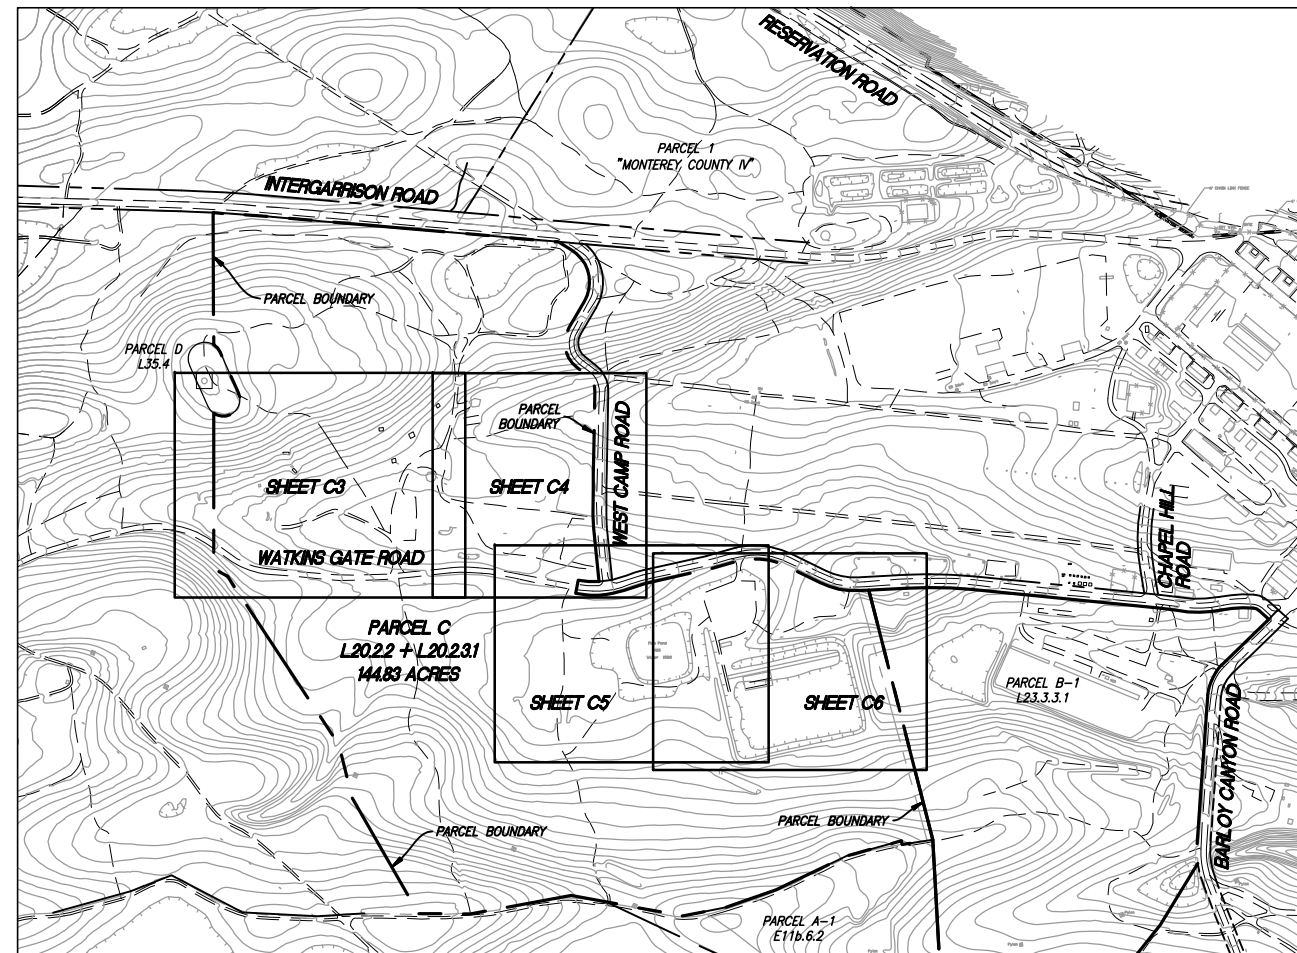 RESERVATION ROAD
PARCEL 1
"MONTEREY COUNTY IV"
INTERGARRISON ROAD
PARCEL BOUNDARY
PARCEL D
L35.4
PARCEL
BOUNDARY
WEST CAMP ROAD
SHEET C3
SHEET C4
CHAPEL HILL
ROAD
WATKINS GATE ROAD
PARCEL C
L20.2.2 + L20.2.3.1
144.83 ACRES
SHEET C5
SHEET C6
PARCEL B-1
L23.3.3.1
BARLOY CANYON ROAD
PARCEL BOUNDARY
PARCEL BOUNDARY
PARCEL A-1
E11b.6.2